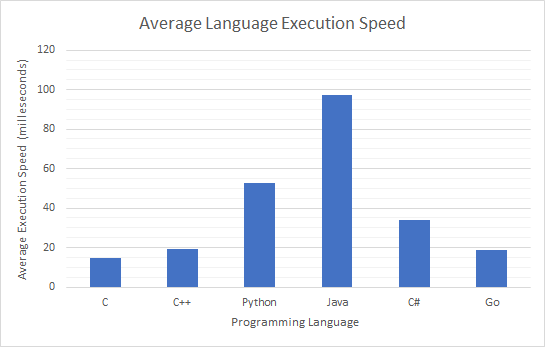 Average Language Execution Speed
Average Execution Speed (milleseconds)
120
100
80
60
40
20
0
C C++ Python Java C# Go
Programming Language